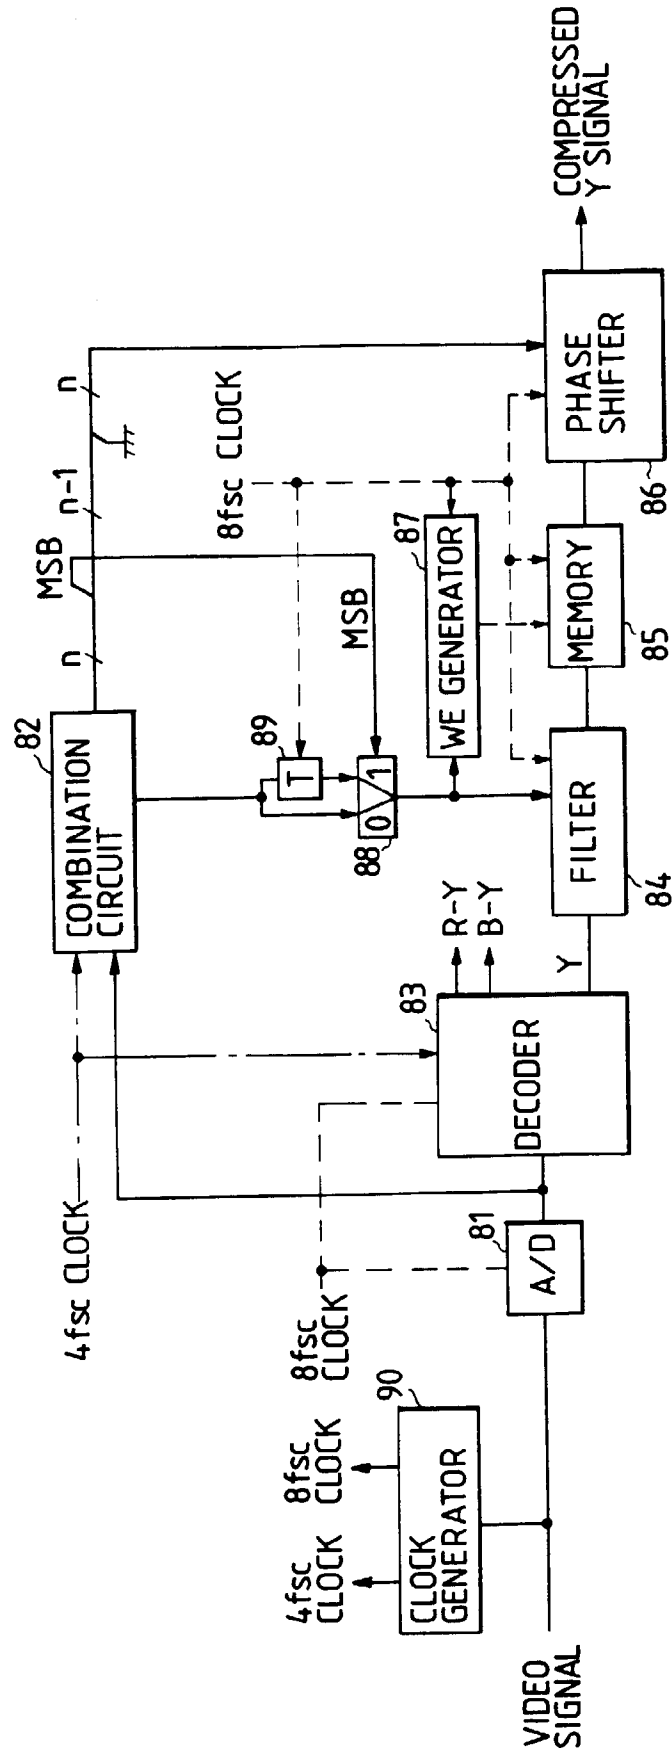 VIDEO
SIGNAL
4fsc
CLOCK
8fsc
CLOCK
CLOCK
GENERATOR
90
A/D
81
8fsc
CLOCK
4fsc CLOCK
DECODER
83
R-Y
B-Y
Y
COMBINATION
CIRCUIT
82
n
MSB
n-1
n
8fsc CLOCK
T
89
MSB
0
1
88
WE GENERATOR
87
FILTER
84
MEMORY
85
PHASE
SHIFTER
86
COMPRESSED
Y SIGNAL